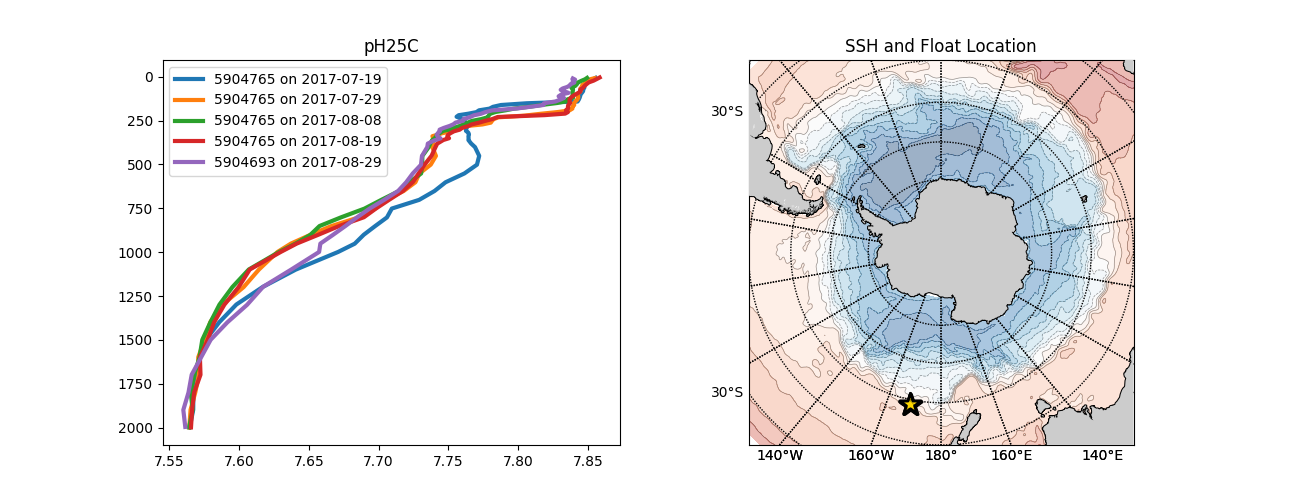 pH25C
0
250
500
750
1000
1250
1500
1750
2000
7.55 7.60 7.65 7.70 7.75 7.80 7.85
5904765 on 2017-07-19
5904765 on 2017-07-29
5904765 on 2017-08-08
5904765 on 2017-08-19
5904693 on 2017-08-29
SSH and Float Location
30°S
30°S
140°W 160°W 180° 160°E 140°E